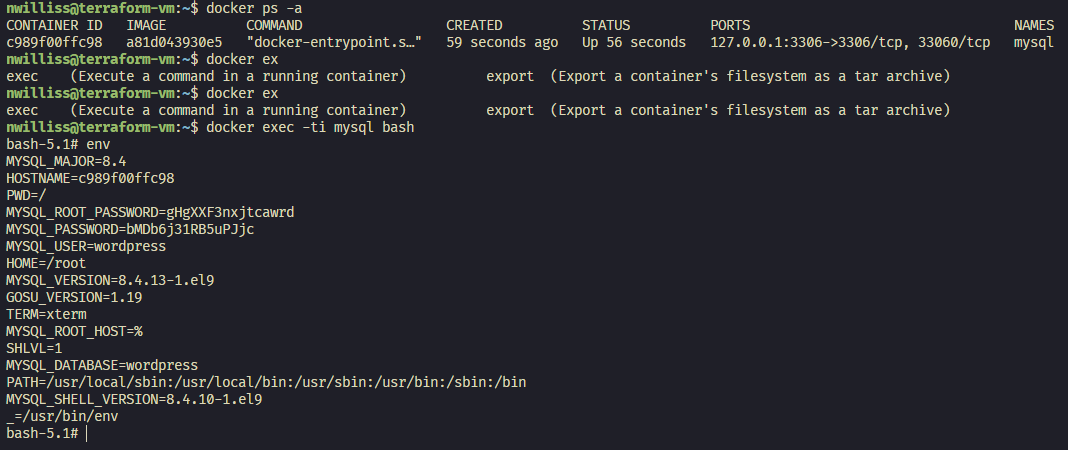 nwilliss@terraform-vm:~$ docker ps -a
CONTAINER ID   IMAGE          COMMAND                  CREATED          STATUS          PORTS                                 NAMES
c989f00ffc98   a81d043930e5   "docker-entrypoint.s…"   59 seconds ago   Up 56 seconds   127.0.0.1:3306->3306/tcp, 33060/tcp   mysql
nwilliss@terraform-vm:~$ docker ex
exec    (Execute a command in a running container)          export  (Export a container's filesystem as a tar archive)
nwilliss@terraform-vm:~$ docker ex
exec    (Execute a command in a running container)          export  (Export a container's filesystem as a tar archive)
nwilliss@terraform-vm:~$ docker exec -ti mysql bash
bash-5.1# env
MYSQL_MAJOR=8.4
HOSTNAME=c989f00ffc98
PWD=/
MYSQL_ROOT_PASSWORD=gHgXXF3nxjtcawrd
MYSQL_PASSWORD=bMDb6j31RB5uPJjc
MYSQL_USER=wordpress
HOME=/root
MYSQL_VERSION=8.4.13-1.el9
GOSU_VERSION=1.19
TERM=xterm
MYSQL_ROOT_HOST=%
SHLVL=1
MYSQL_DATABASE=wordpress
PATH=/usr/local/sbin:/usr/local/bin:/usr/sbin:/usr/bin:/sbin:/bin
MYSQL_SHELL_VERSION=8.4.10-1.el9
_=/usr/bin/env
bash-5.1#